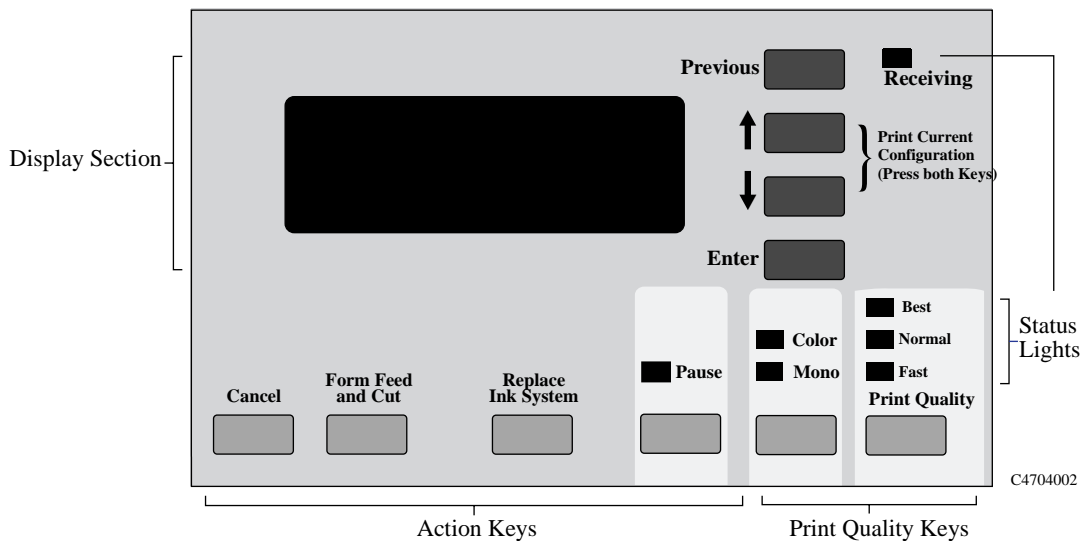 Previous
Receiving
Display Section
Print Current
Configuration
(Press both Keys)
Enter
Best
Normal
Fast
Status
Lights
Color
Mono
Pause
Cancel
Form Feed
and Cut
Replace
Ink System
Print Quality
C4704002
Action Keys
Print Quality Keys